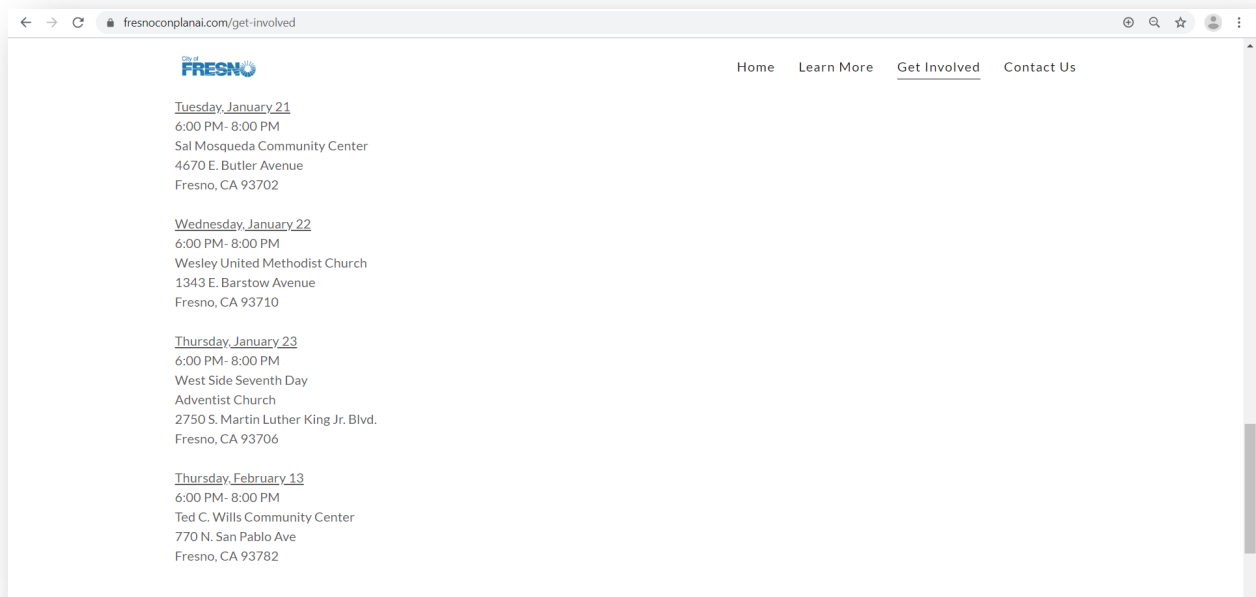 fresnoconplanai.com/get-involved
City of
FRESNO
Home Learn More Get Involved Contact Us
Tuesday, January 21
6:00 PM- 8:00 PM
Sal Mosqueda Community Center
4670 E. Butler Avenue
Fresno, CA 93702
Wednesday, January 22
6:00 PM- 8:00 PM
Wesley United Methodist Church
1343 E. Barstow Avenue
Fresno, CA 93710
Thursday, January 23
6:00 PM- 8:00 PM
West Side Seventh Day
Adventist Church
2750 S. Martin Luther King Jr. Blvd.
Fresno, CA 93706
Thursday, February 13
6:00 PM- 8:00 PM
Ted C. Wills Community Center
770 N. San Pablo Ave
Fresno, CA 93782